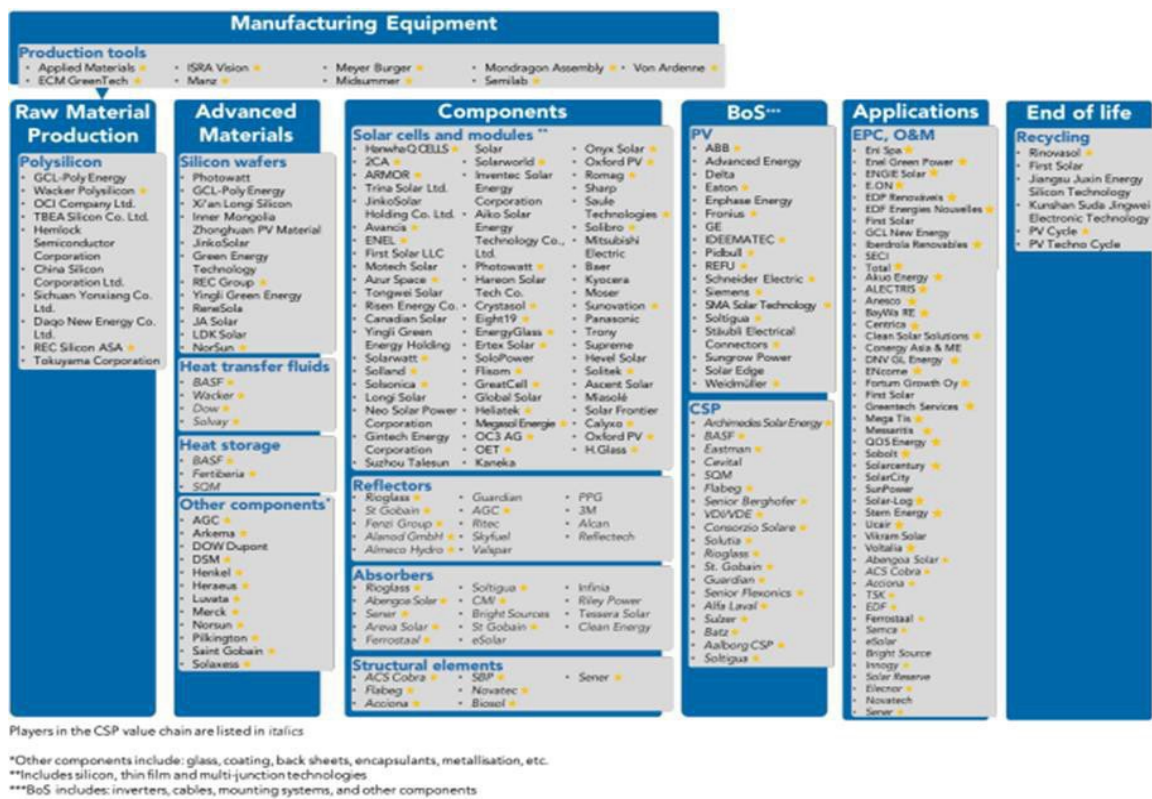 Manufacturing Equipment
Production tools
• Applied Materials ★ • ISRA Vision ★ • Meyer Burger ★ • Mondragon Assembly ★ • Von Ardenne ★
• ECM GreenTech ★ • Manz ★ • Midsummer ★ • Semilab ★
Raw Material
Production
Polysilicon
• GCL-Poly Energy
• Wacker Polysilicon ★
• OCI Company Ltd.
• TBEA Silicon Co. Ltd.
• Hemlock
Semiconductor
Corporation
• China Silicon
Corporation Ltd.
• Sichuan Yongxiang Co.
Ltd.
• Daqo New Energy Co.
Ltd.
• REC Silicon ASA ★
• Tokuyama Corporation
Advanced
Materials
Silicon wafers
• Photowatt
• GCL-Poly Energy
• Xi'an Longi Silicon
• Inner Mongolia
Zhonghuan PV Material
• JinkoSolar
• Green Energy
Technology
• REC Group ★
• Yingli Green Energy
• ReneSola
• JA Solar
• LDK Solar
• NorSun ★
Heat transfer fluids
• BASF ★
• Wacker ★
• Dow ★
• Solvay ★
Heat storage
• BASF ★
• Fertiberia ★
• SQM
Other components*
• AGC ★
• Arkema ★
• DOW Dupont
• DSM ★
• Henkel ★
• Heraeus ★
• Luvata ★
• Merck ★
• Norsun ★
• Pilkington ★
• Saint Gobain ★
• Solaxess ★
Components
Solar cells and modules **
• Hanwha Q CELLS ★
• 2CA ★
• ARMOR ★
• Trina Solar Ltd.
• JinkoSolar
Holding Co. Ltd.
• Avancis ★
• ENEL ★
• First Solar LLC
• Motech Solar
• Azur Space ★
• Tongwei Solar
• Risen Energy Co.
• Canadian Solar
• Yingli Green
Energy Holding
• Solarwatt ★
• Solland ★
• Solsonica ★
• Longi Solar
• Neo Solar Power
Corporation
• Gintech Energy
Corporation
• Suzhou Talesun
Solar
• Solarworld ★
• Inventec Solar
Energy
Corporation
• Aiko Solar
Energy
Technology Co.,
Ltd.
• Photowatt ★
• Hareon Solar
Tech Co.
• Crystasol ★
• Eight19 ★
• EnergyGlass ★
• Ertex Solar ★
• SoloPower
• Flisom ★
• GreatCell ★
• Global Solar
• Heliatek ★
• Megasol Energie ★
• OC3 AG ★
• OET ★
• Kaneka
• Onyx Solar ★
• Oxford PV ★
• Romag ★
• Sharp
• Saule
Technologies ★
• Solibro ★
• Mitsubishi
Electric
• Baer
• Kyocera
• Moser
• Sunovation ★
• Panasonic
• Trony
• Supreme
• Hevel Solar
• Solitek ★
• Ascent Solar
• Miasolé
• Solar Frontier
• Calyxo ★
• Oxford PV ★
• H.Glass ★
Reflectors
• Rioglass ★
• St Gobain ★
• Fenzi Group ★
• Alanod GmbH ★
• Almeco Hydro ★
• Guardian
• AGC ★
• Ritec
• Skyfuel
• Valspar
• PPG
• 3M
• Alcan
• Reflectech
Absorbers
• Rioglass ★
• Abengoa Solar ★
• Sener ★
• Areva Solar ★
• Ferrostaal ★
• Soltigua ★
• CMI ★
• Bright Sources
• St Gobain ★
• eSolar
• Infinia
• Riley Power
• Tessera Solar
• Clean Energy
Structural elements
• ACS Cobra ★
• Flabeg ★
• Acciona ★
• SBP ★
• Novatec ★
• Biosol ★
• Sener ★
BoS***
PV
• ABB ★
• Advanced Energy
• Delta
• Eaton ★
• Enphase Energy
• Fronius ★
• GE
• IDEEMATEC ★
• Pidbull ★
• REFU ★
• Schneider Electric ★
• Siemens ★
• SMA Solar Technology ★
• Soltigua ★
• Stäubli Electrical
Connectors ★
• Sungrow Power
• Solar Edge
• Weidmüller ★
CSP
• Archimedes Solar Energy ★
• BASF ★
• Eastman ★
• Cevital
• SQM
• Flabeg ★
• Senior Berghofer ★
• VDI/VDE ★
• Consorzio Solare ★
• Solutia ★
• Rioglass ★
• St. Gobain ★
• Guardian ★
• Senior Flexonics ★
• Alfa Laval ★
• Sulzer ★
• Batz ★
• Aalborg CSP ★
• Soltigua ★
Applications
EPC, O&M
• Eni Spa ★
• Enel Green Power ★
• ENGIE Solar ★
• E.ON ★
• EDP Renováveis ★
• EDF Energies Nouvelles ★
• First Solar
• GCL New Energy
• Iberdrola Renovables ★
• SECI
• Total ★
• Akuo Energy ★
• ALECTRIS ★
• Anesco ★
• BayWa RE ★
• Centrica ★
• Clean Solar Solutions ★
• Conergy Asia & ME
• DNV GL Energy ★
• ENcome ★
• Fortum Growth Oy ★
• First Solar
• Greentech Services ★
• Mega Tis ★
• Messaritis ★
• QOS Energy ★
• Sobolt ★
• Solarcentury ★
• SolarCity
• SunPower
• Solar-Log ★
• Stern Energy ★
• Ucair ★
• Vikram Solar
• Voltalia ★
• Abengoa Solar ★
• ACS Cobra ★
• Acciona ★
• TSK ★
• EDF ★
• Ferrostaal ★
• Semca ★
• eSolar
• Bright Source
• Innogy ★
• Solar Reserve
• Elecnor ★
• Novatech
• Sener ★
End of life
Recycling
• Rinovasol ★
• First Solar
• Jiangsu Juxin Energy
Silicon Technology
• Kunshan Suda Jingwei
Electronic Technology
• PV Cycle ★
• PV Techno Cycle
Players in the CSP value chain are listed in italics
*Other components include: glass, coating, back sheets, encapsulants, metallisation, etc.
**Includes silicon, thin film and multi-junction technologies
***BoS includes: inverters, cables, mounting systems, and other components